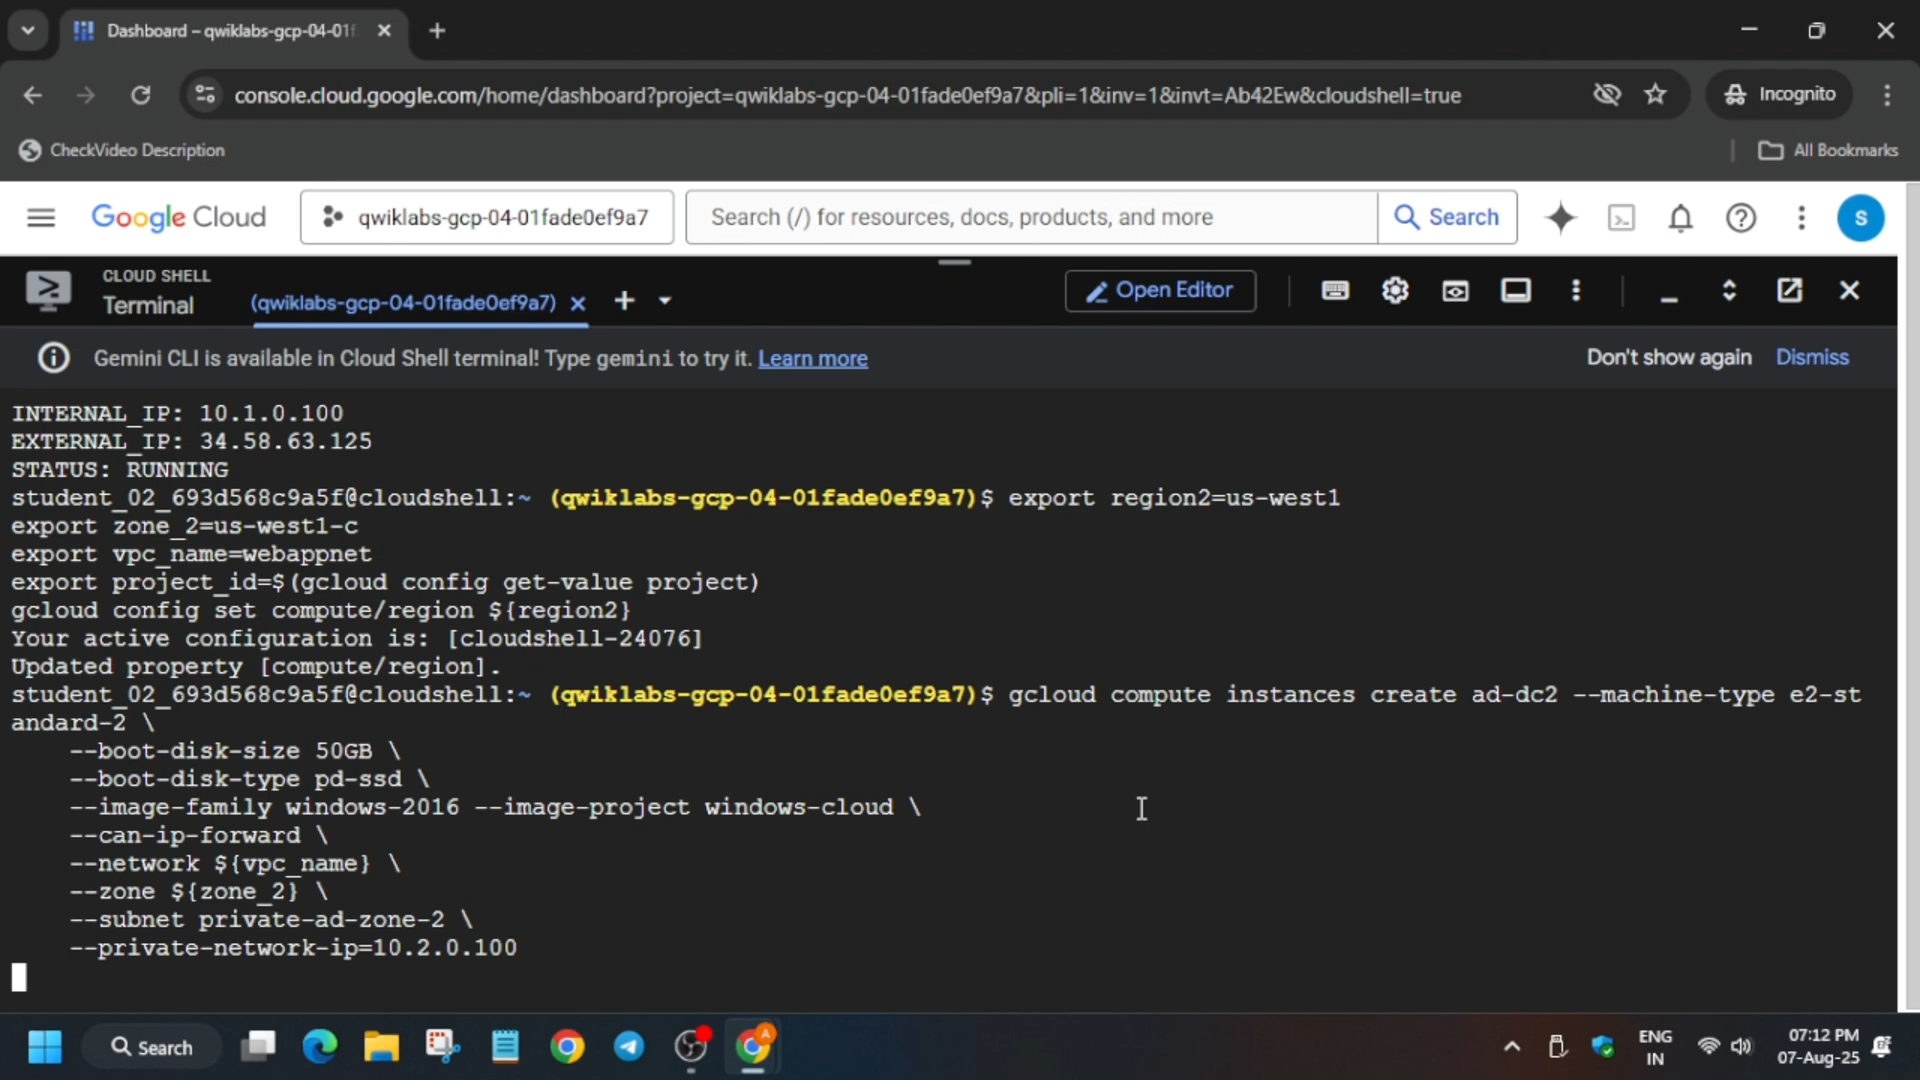 Dashboard – qwiklabs-gcp-04-01f
console.cloud.google.com/home/dashboard?project=qwiklabs-gcp-04-01fade0ef9a7&pli=1&inv=1&invt=Ab42Ew&cloudshell=true
Incognito
CheckVideo Description
All Bookmarks
Google Cloud
qwiklabs-gcp-04-01fade0ef9a7
Search (/) for resources, docs, products, and more
Search
S
CLOUD SHELL
Terminal
(qwiklabs-gcp-04-01fade0ef9a7)
Open Editor
Gemini CLI is available in Cloud Shell terminal! Type gemini to try it. Learn more
Don't show again
Dismiss
INTERNAL_IP: 10.1.0.100
EXTERNAL_IP: 34.58.63.125
STATUS: RUNNING
student_02_693d568c9a5f@cloudshell:~ (qwiklabs-gcp-04-01fade0ef9a7)$ export region2=us-west1
export zone_2=us-west1-c
export vpc_name=webappnet
export project_id=$(gcloud config get-value project)
gcloud config set compute/region ${region2}
Your active configuration is: [cloudshell-24076]
Updated property [compute/region].
student_02_693d568c9a5f@cloudshell:~ (qwiklabs-gcp-04-01fade0ef9a7)$ gcloud compute instances create ad-dc2 --machine-type e2-st
andard-2 \
--boot-disk-size 50GB \
--boot-disk-type pd-ssd \
--image-family windows-2016 --image-project windows-cloud \
--can-ip-forward \
--network ${vpc_name} \
--zone ${zone_2} \
--subnet private-ad-zone-2 \
--private-network-ip=10.2.0.100
Search
A
ENG
IN
07:12 PM
07-Aug-25